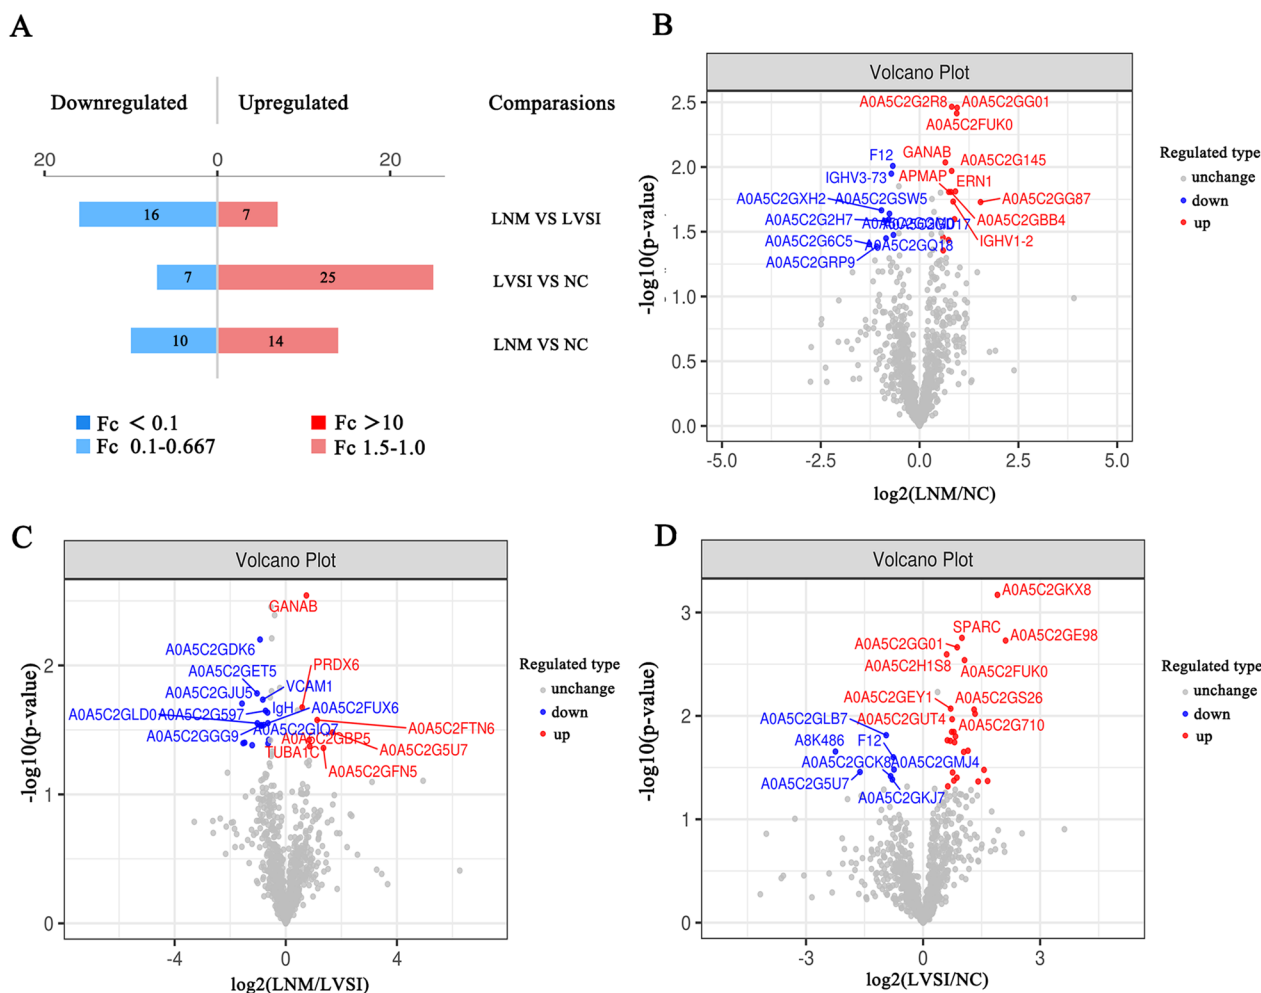 A
Downregulated Upregulated Comparasions
20 0 20
16 7 LNM VS LVSI
7 25 LVSI VS NC
10 14 LNM VS NC
Fc < 0.1 Fc >10
Fc 0.1-0.667 Fc 1.5-1.0
B
Volcano Plot
-log10(p-value)
2.5
2.0
1.5
1.0
0.5
0.0
A0A5C2G2R8 A0A5C2GG01
A0A5C2FUK0
F12 GANAB A0A5C2G145
IGHV3-73 APMAP ERN1
A0A5C2GXH2 A0A5C2GSW5 A0A5C2GG87
A0A5C2G2H7 A0A5C2GBB4
A0A5C2G6C5 A0A5C2GQ18 IGHV1-2
A0A5C2GRP9
-5.0 -2.5 0.0 2.5 5.0
log2(LNM/NC)
Regulated type
unchange
down
up
C
Volcano Plot
-log10(p-value)
2
1
0
GANAB
A0A5C2GDK6
A0A5C2GET5 PRDX6
A0A5C2GJU5 VCAM1
A0A5C2GLD0 A0A5C2G597 IgH A0A5C2FUX6
A0A5C2GGG9 A0A5C2GIQ7 A0A5C2FTN6
A0A5C2GBP5
TUBA1C A0A5C2G5U7
A0A5C2GFN5
-4 0 4
log2(LNM/LVSI)
Regulated type
unchange
down
up
D
Volcano Plot
-log10(p-value)
3
2
1
0
A0A5C2GKX8
SPARC A0A5C2GE98
A0A5C2GG01
A0A5C2H1S8 A0A5C2FUK0
A0A5C2GEY1 A0A5C2GS26
A0A5C2GLB7 A0A5C2GUT4 A0A5C2G710
A8K486 F12
A0A5C2GCK8 A0A5C2GMJ4
A0A5C2G5U7
A0A5C2GKJ7
-3 0 3
log2(LVSI/NC)
Regulated type
unchange
down
up